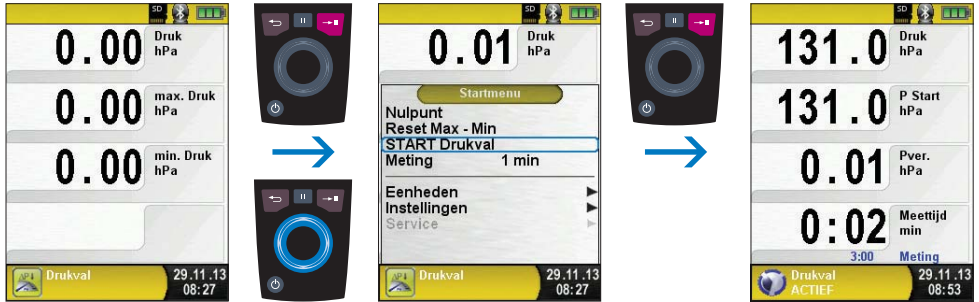 SD
0.00 Druk hPa
0.00 max. Druk hPa
0.00 min. Druk hPa
Drukval 29.11.13
08:27
SD
0.01 Druk hPa
Startmenu
Nulpunt
Reset Max - Min
START Drukval
Meting 1 min
Eenheden
Instellingen
Service
Drukval 29.11.13
08:27
SD
131.0 Druk hPa
131.0 P Start hPa
0.01 Pver. hPa
0:02 Meettijd min
3:00 Meting
Drukval 29.11.13
ACTIEF 08:53